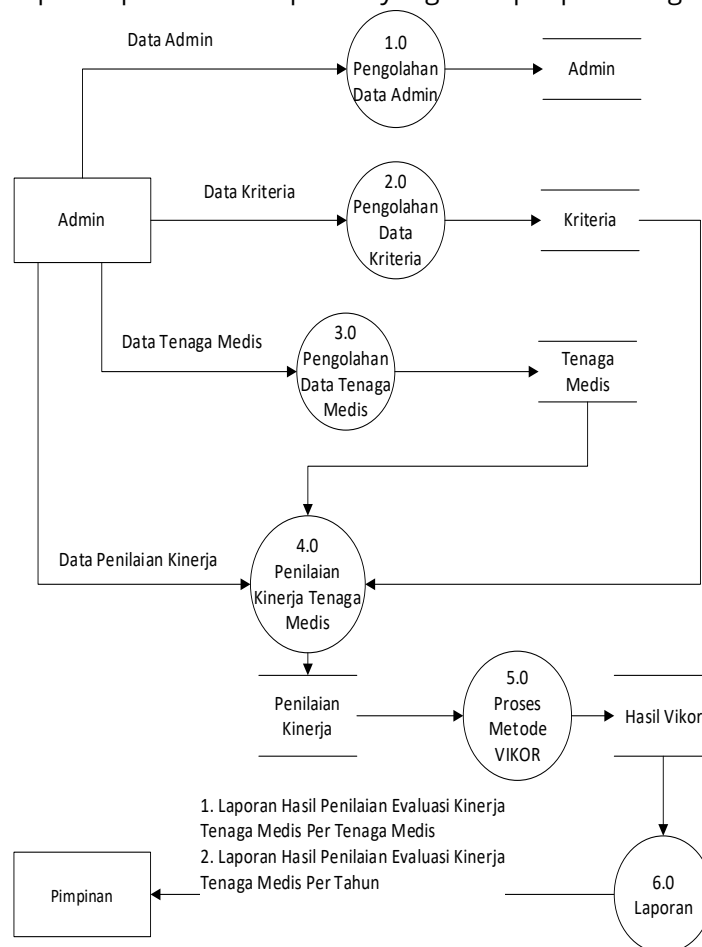 Data Admin
1.0
Pengolahan
Data Admin
Admin
Admin
Data Kriteria
2.0
Pengolahan
Data
Kriteria
Kriteria
Data Tenaga Medis
3.0
Pengolahan
Data Tenaga
Medis
Tenaga
Medis
Data Penilaian Kinerja
4.0
Penilaian
Kinerja Tenaga
Medis
Penilaian
Kinerja
5.0
Proses
Metode
VIKOR
Hasil Vikor
1. Laporan Hasil Penilaian Evaluasi Kinerja
Tenaga Medis Per Tenaga Medis
2. Laporan Hasil Penilaian Evaluasi Kinerja
Tenaga Medis Per Tahun
Pimpinan
6.0
Laporan